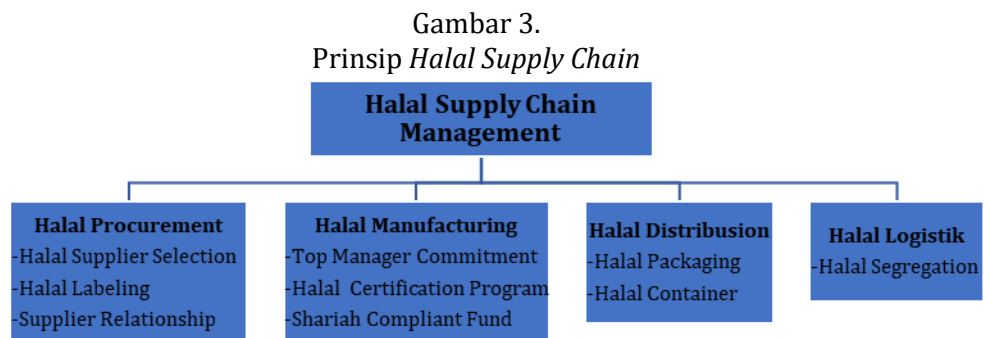 Gambar 3.
Prinsip Halal Supply Chain
Halal Supply Chain
Management
Halal Procurement
-Halal Supplier Selection
-Halal Labeling
-Supplier Relationship
Halal Manufacturing
-Top Manager Commitment
-Halal Certification Program
-Shariah Compliant Fund
Halal Distribusion
-Halal Packaging
-Halal Container
Halal Logistik
-Halal Segregation